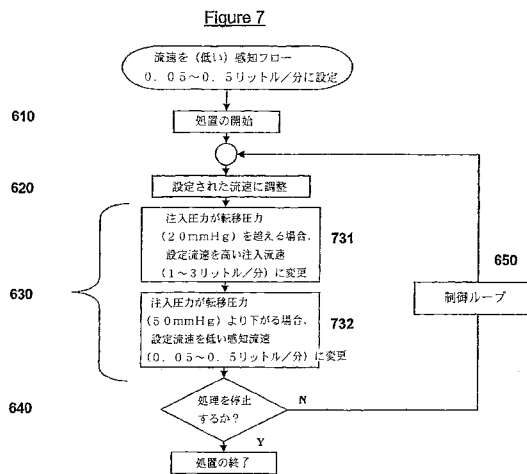 Figure 7
流速を（低い）感知フロー
０．０５～０．５リットル／分に設定
610
処置の開始
620
設定された流速に調整
630
注入圧力が転移圧力
（２０ｍｍＨｇ）を超える場合、
設定流速を高い注入流速
（１～３リットル／分）に変更
731
注入圧力が転移圧力
（５０ｍｍＨｇ）より下がる場合、
設定流速を低い感知流速
（０．０５～０．５リットル／分）に変更
732
650
制御ループ
640
処理を停止
するか？
N
Y
処置の終了